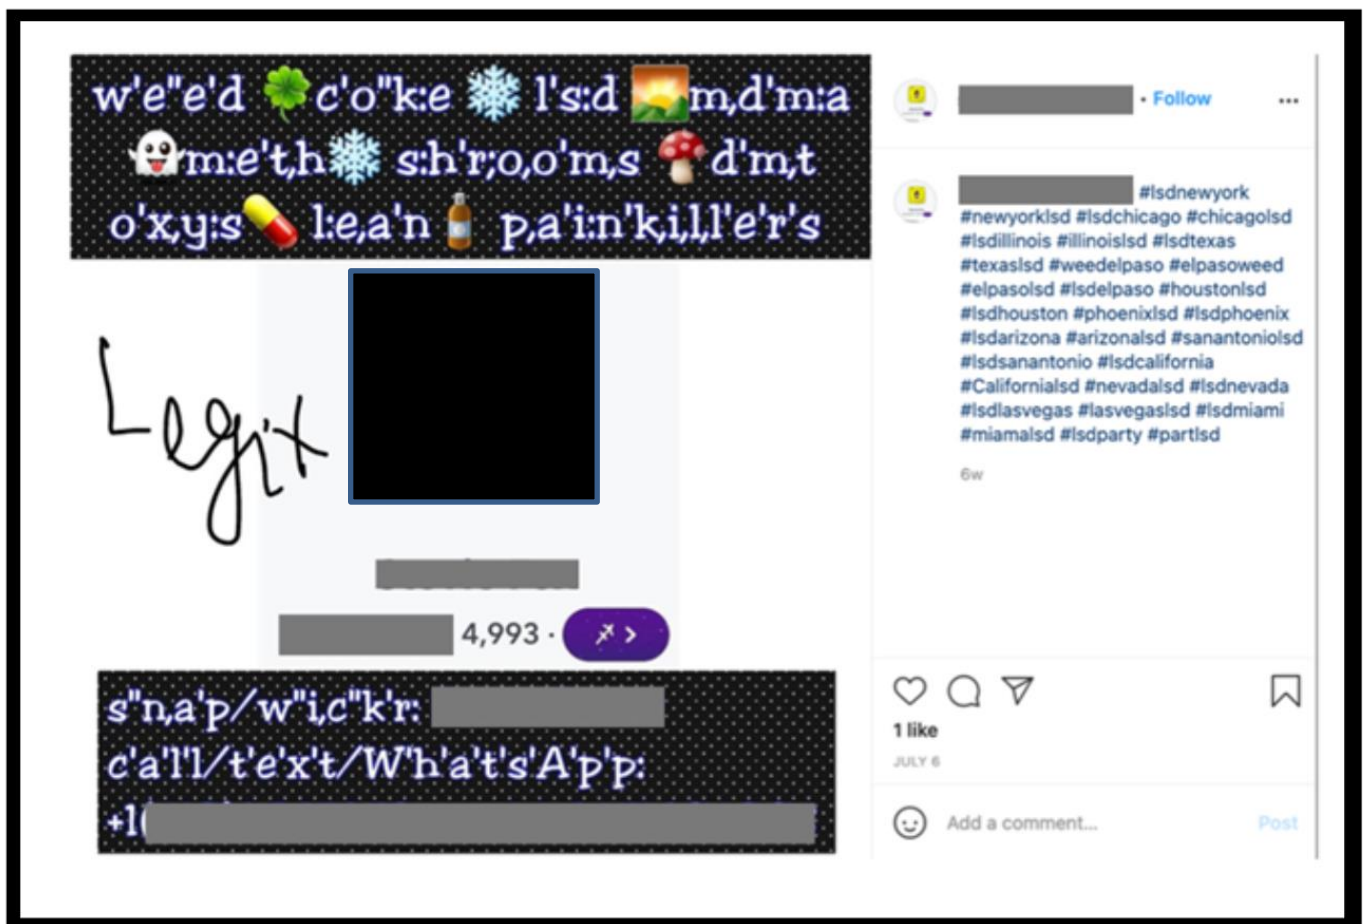 w'e"e'd 🍀 c'o"k:e ❄️ l's:d 🌄 m,d'm:a
👻 m:e't,h ❄️ s:h'r;o,o'm,s 🍄 d'm,t
o'x,y:s 💊 l:e,a'n p,a'i:n'k,i,l,l'e'r's
Legix
4,993 · ♐ >
s"n,a'p/w"i,c"k'r:
c'a'l'l/t'e'x't/W'h'a't's'A'p'p:
+1(
• Follow ...
#lsdnewyork
#newyorklsd #lsdchicago #chicagolsd
#lsdillinois #illinoislsd #lsdtexas
#texaslsd #weedelpaso #elpasoweed
#elpasolsd #lsdelpaso #houstonlsd
#lsdhouston #phoenixlsd #lsdphoenix
#lsdarizona #arizonalsd #sanantoniolsd
#lsdsanantonio #lsdcalifornia
#Californialsd #nevadalsd #lsdnevada
#lsdlasvegas #lasvegaslsd #lsdmiami
#miamalsd #lsdparty #partlsd
6w
1 like
JULY 6
Add a comment... Post